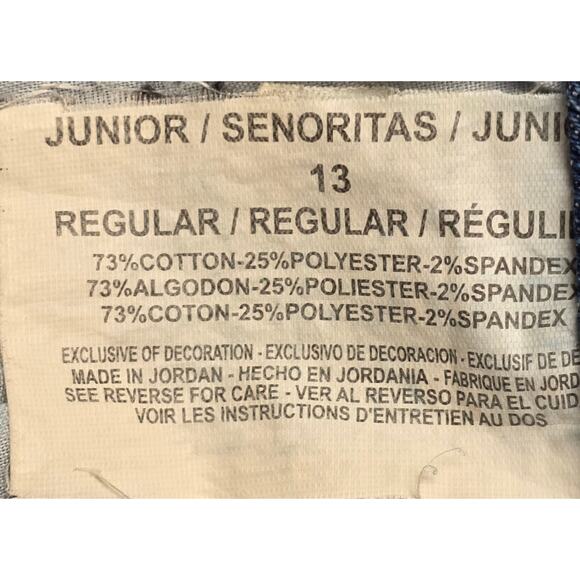 JUNIOR / SENORITAS / JUNI
13
REGULAR / REGULAR / RÉGULI
73%COTTON-25%POLYESTER-2%SPANDEX
73%ALGODON-25%POLIESTER-2%SPANDEX
73%COTON-25%POLYESTER-2%SPANDEX
EXCLUSIVE OF DECORATION - EXCLUSIVO DE DECORACION - EXCLUSIF DE DE
MADE IN JORDAN - HECHO EN JORDANIA - FABRIQUE EN JORD
SEE REVERSE FOR CARE - VER AL REVERSO PARA EL CUID
VOIR LES INSTRUCTIONS D'ENTRETIEN AU DOS